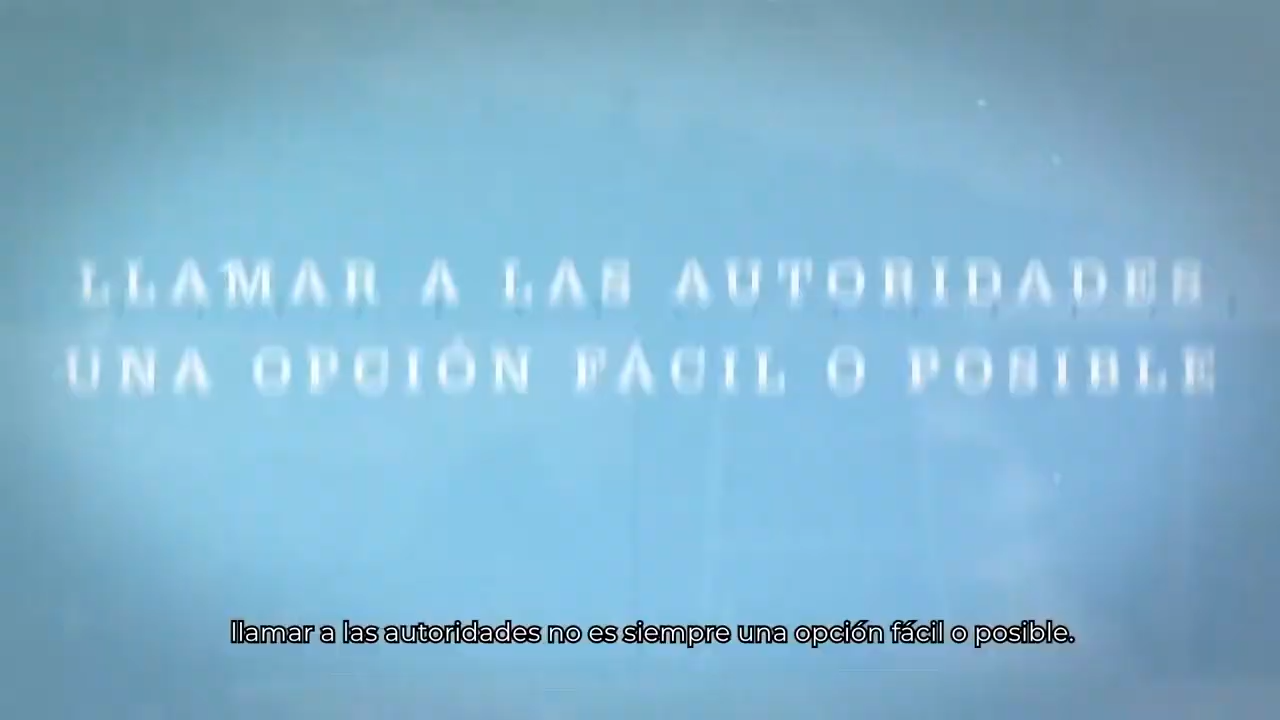 LLAMAR A LAS AUTORIDADES
UNA OPCIÓN FÁCIL O POSIBLE
llamar a las autoridades no es siempre una opción fácil o posible.